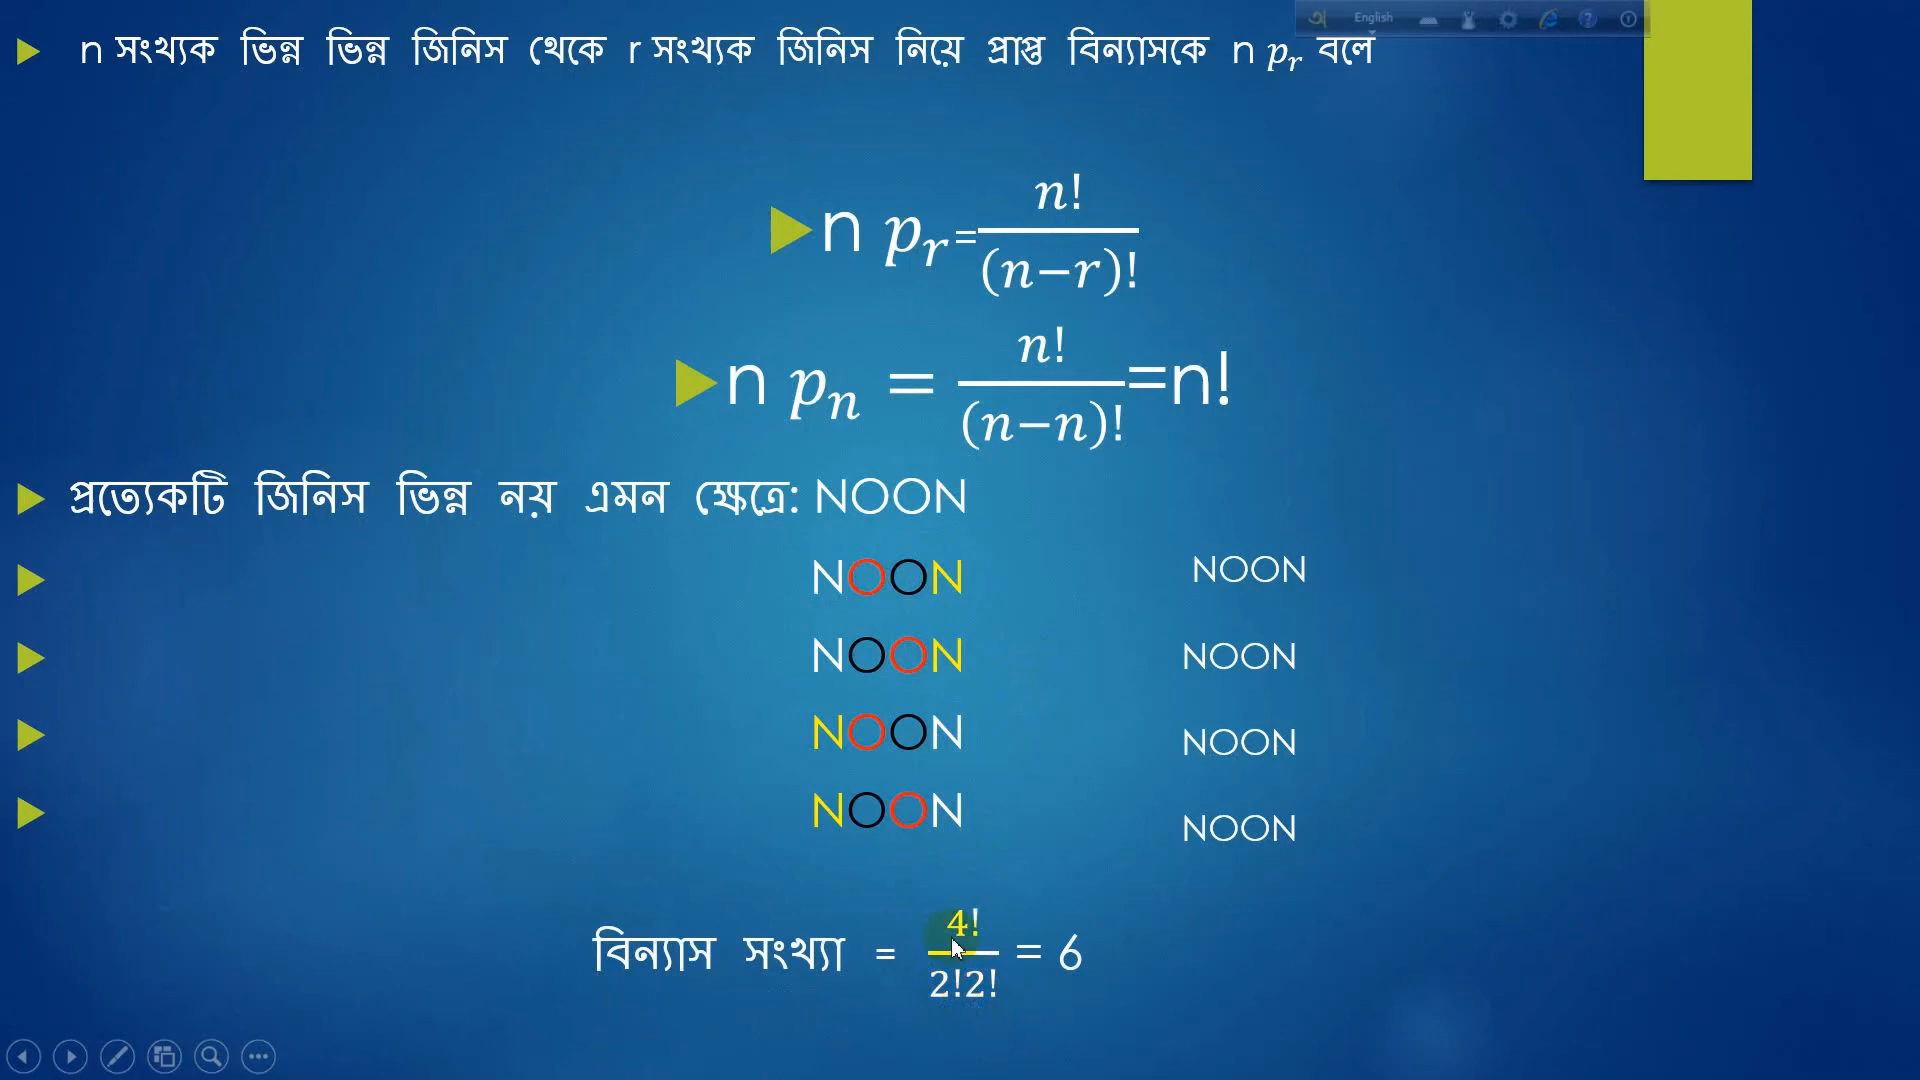 English
n সংখ্যক ভিন্ন ভিন্ন জিনিস থেকে r সংখ্যক জিনিস নিয়ে প্রাপ্ত বিন্যাসকে n pᵣ বলে
n pᵣ = n! / (n−r)!
n pₙ = n! / (n−n)! =n!
প্রত্যেকটি জিনিস ভিন্ন নয় এমন ক্ষেত্রে: NOON
NOON NOON
NOON NOON
NOON NOON
NOON NOON
বিন্যাস সংখ্যা = 4! / 2!2! = 6